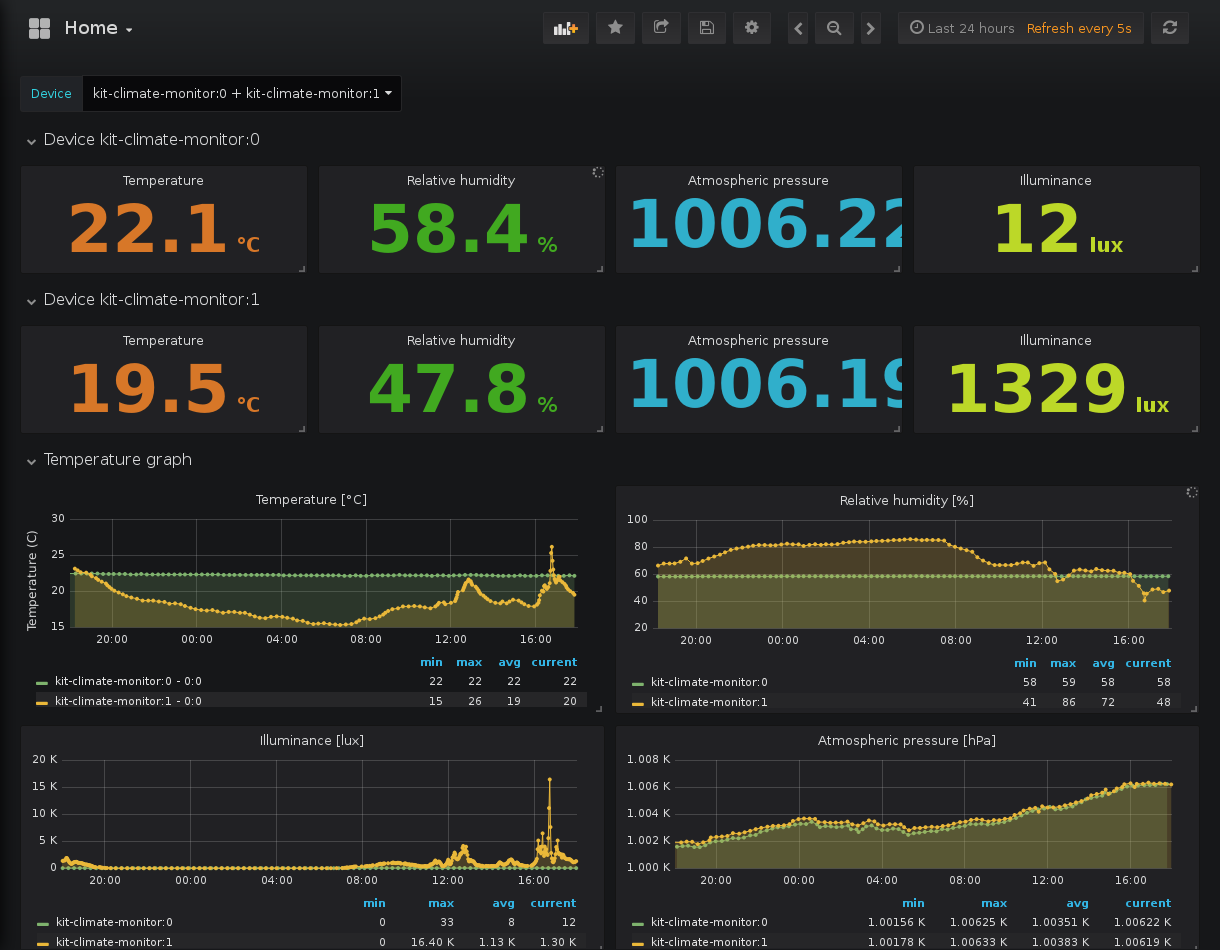 Home
Last 24 hours Refresh every 5s
Device kit-climate-monitor:0 + kit-climate-monitor:1
Device kit-climate-monitor:0
Temperature Relative humidity Atmospheric pressure Illuminance
22.1 °C 58.4 % 1006.22 12 lux
Device kit-climate-monitor:1
Temperature Relative humidity Atmospheric pressure Illuminance
19.5 °C 47.8 % 1006.19 1329 lux
Temperature graph
Temperature [°C]
Temperature (C)
30
25
20
15
20:00 00:00 04:00 08:00 12:00 16:00
min max avg current
kit-climate-monitor:0 - 0:0 22 22 22 22
kit-climate-monitor:1 - 0:0 15 26 19 20
Relative humidity [%]
100
80
60
40
20
20:00 00:00 04:00 08:00 12:00 16:00
min max avg current
kit-climate-monitor:0 58 59 58 58
kit-climate-monitor:1 41 86 72 48
Illuminance [lux]
20 K
15 K
10 K
5 K
0
20:00 00:00 04:00 08:00 12:00 16:00
min max avg current
kit-climate-monitor:0 0 33 8 12
kit-climate-monitor:1 0 16.40 K 1.13 K 1.30 K
Atmospheric pressure [hPa]
1.008 K
1.006 K
1.004 K
1.002 K
1.000 K
20:00 00:00 04:00 08:00 12:00 16:00
min max avg current
kit-climate-monitor:0 1.00156 K 1.00625 K 1.00351 K 1.00622 K
kit-climate-monitor:1 1.00178 K 1.00633 K 1.00383 K 1.00619 K